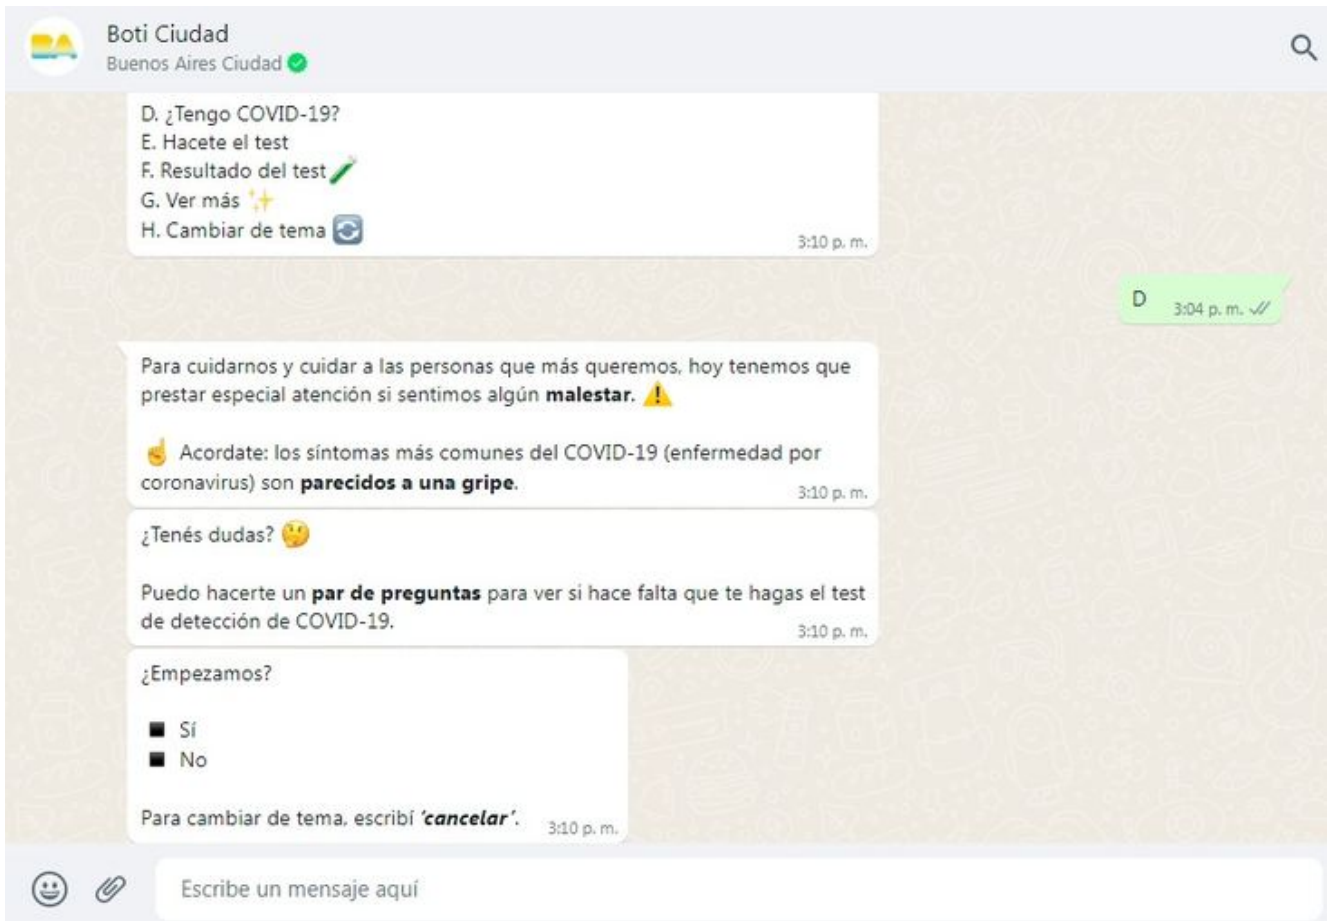 BA
Boti Ciudad
Buenos Aires Ciudad
D. ¿Tengo COVID-19?
E. Hacete el test
F. Resultado del test
G. Ver más
H. Cambiar de tema
3:10 p. m.
D
3:04 p. m.
Para cuidarnos y cuidar a las personas que más queremos, hoy tenemos que
prestar especial atención si sentimos algún malestar.
Acordate: los síntomas más comunes del COVID-19 (enfermedad por
coronavirus) son parecidos a una gripe.
3:10 p. m.
¿Tenés dudas?
Puedo hacerte un par de preguntas para ver si hace falta que te hagas el test
de detección de COVID-19.
3:10 p. m.
¿Empezamos?
Sí
No
Para cambiar de tema, escribí 'cancelar'.
3:10 p. m.
Escribe un mensaje aquí